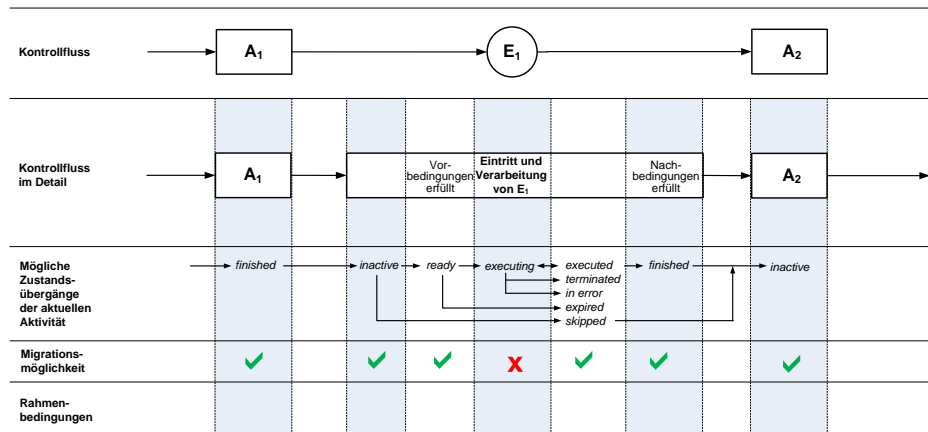 Kontrollfluss
A1
E1
A2
Kontrollfluss
im Detail
A1
Vor-
bedingungen
erfüllt
Eintritt und
Verarbeitung
von E1
Nach-
bedingungen
erfüllt
A2
Mögliche
Zustands-
übergänge
der aktuellen
Aktivität
finished
inactive
ready
executing
executed
finished
inactive
terminated
in error
expired
skipped
Migrations-
möglichkeit
X
Rahmen-
bedingungen